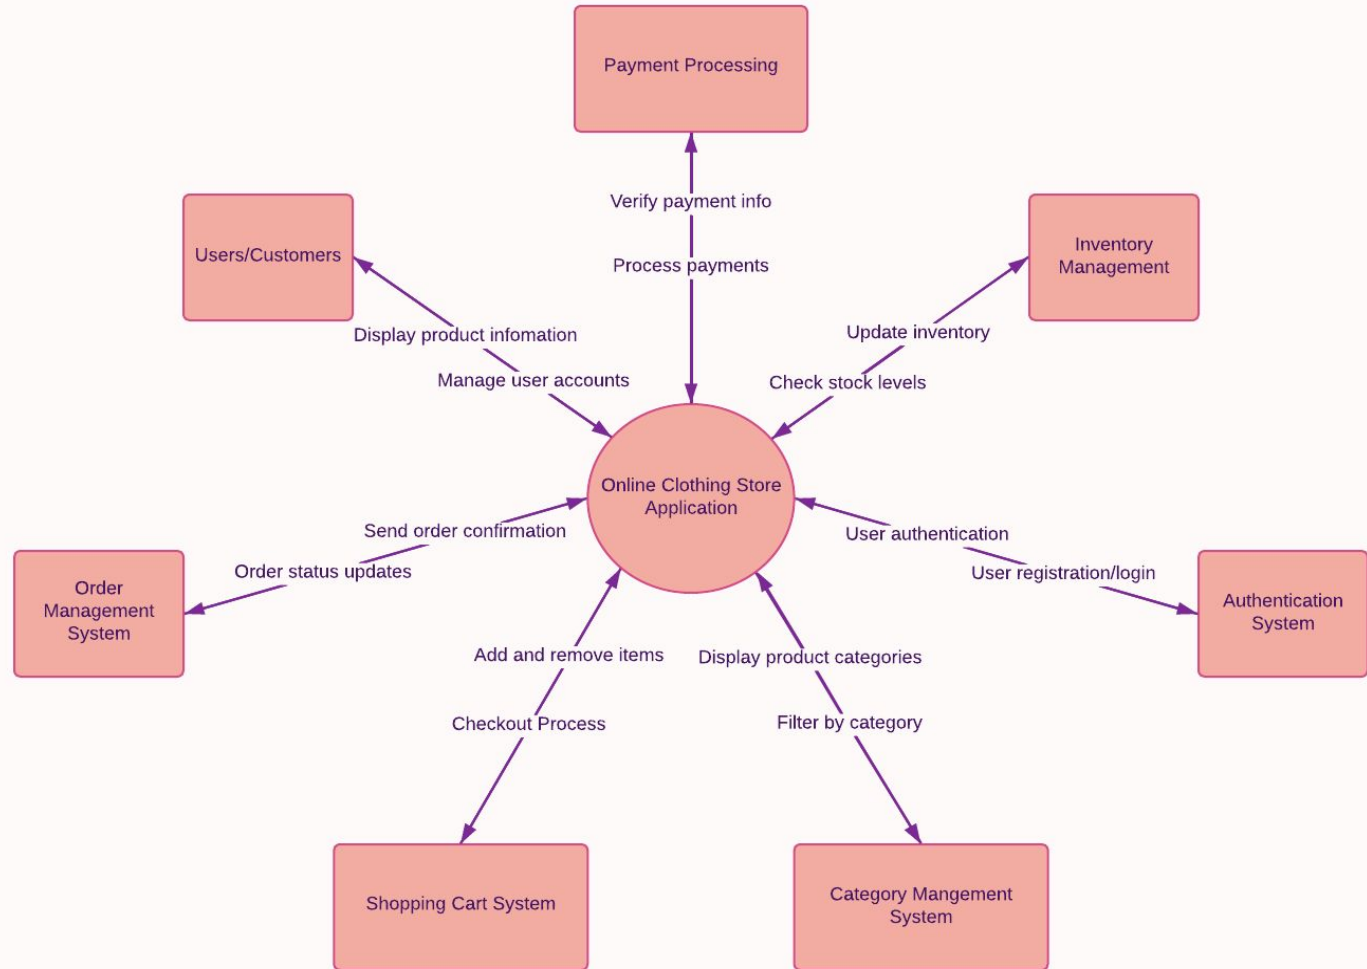 Payment Processing
Verify payment info
Process payments
Users/Customers
Inventory
Management
Display product infomation
Manage user accounts
Update inventory
Check stock levels
Online Clothing Store
Application
Send order confirmation
Order status updates
User authentication
User registration/login
Order
Management
System
Authentication
System
Add and remove items
Checkout Process
Display product categories
Filter by category
Shopping Cart System
Category Mangement
System